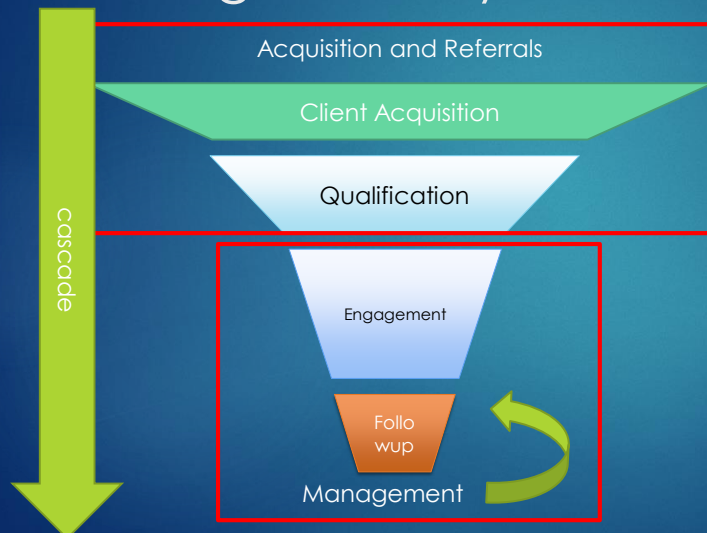 Acquisition and Referrals
Client Acquisition
Qualification
cascade
Engagement
Follo
wup
Management